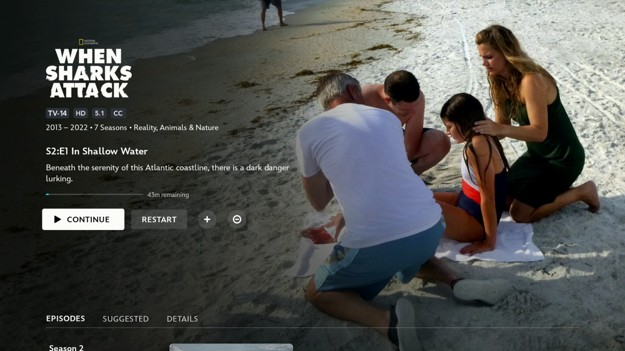 WHEN
SHARKS
ATTACK
TV-14 HD 5.1 CC
2013 – 2022 • 7 Seasons • Reality, Animals & Nature
S2:E1 In Shallow Water
Beneath the serenity of this Atlantic coastline, there is a dark danger
lurking.
43m remaining
CONTINUE RESTART
EPISODES SUGGESTED DETAILS
Season 2